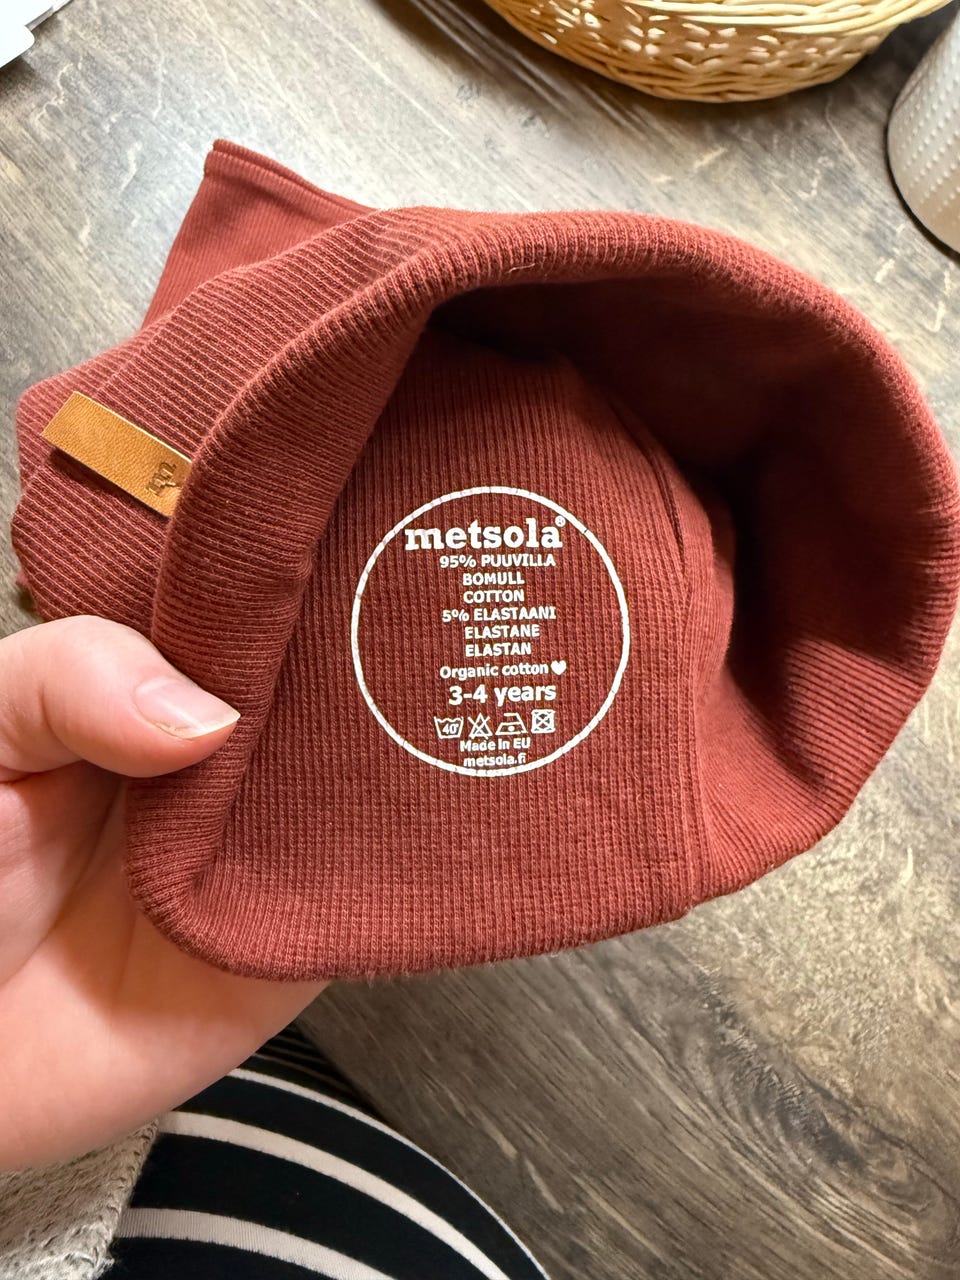 metsola®
95% PUUVILLA
BOMULL
COTTON
5% ELASTAANI
ELASTANE
ELASTAN
Organic cotton ♥
3-4 years
40°
Made in EU
metsola.fi